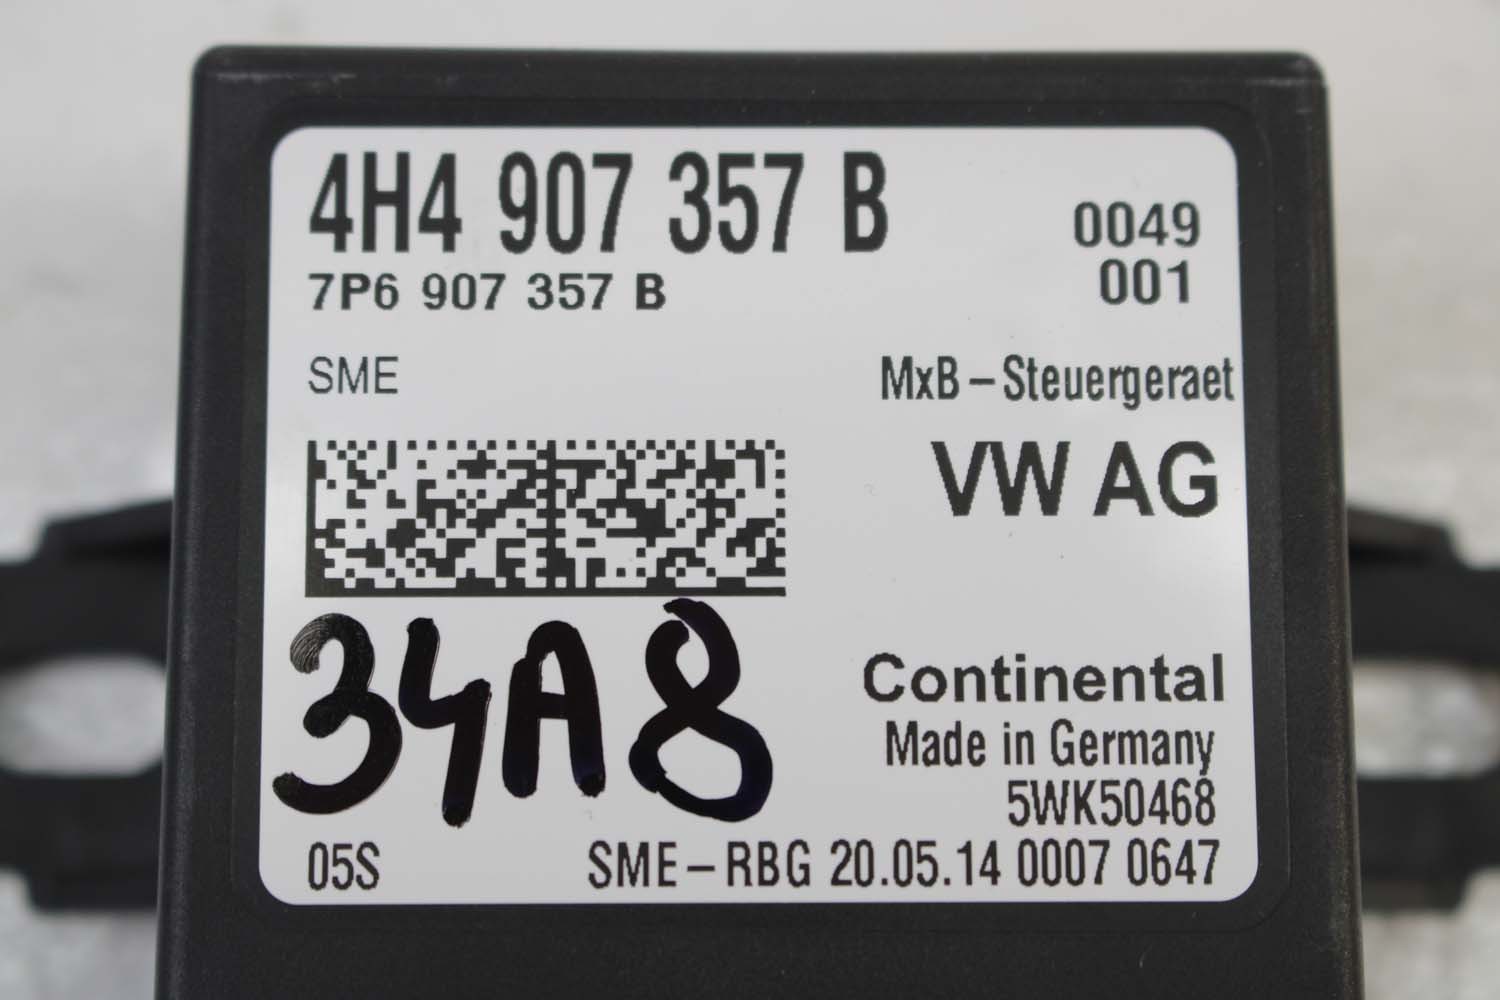 4H4 907 357 B
0049
7P6 907 357 B
001
SME
MxB-Steuergeraet
VW AG
34A8
Continental
Made in Germany
5WK50468
05S
SME-RBG 20.05.14 0007 0647